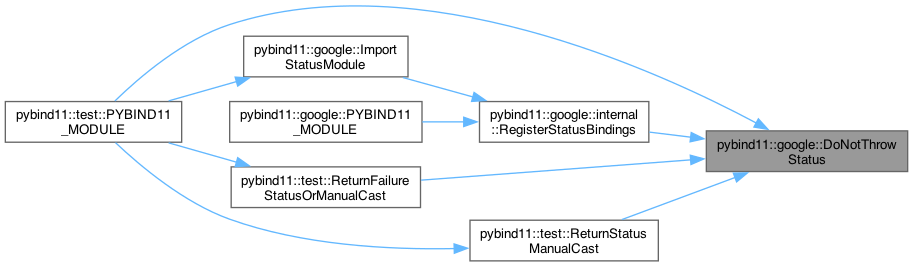 pybind11::google::Import
StatusModule
pybind11::test::PYBIND11
_MODULE
pybind11::google::PYBIND11
_MODULE
pybind11::google::internal
::RegisterStatusBindings
pybind11::google::DoNotThrow
Status
pybind11::test::ReturnFailure
StatusOrManualCast
pybind11::test::ReturnStatus
ManualCast